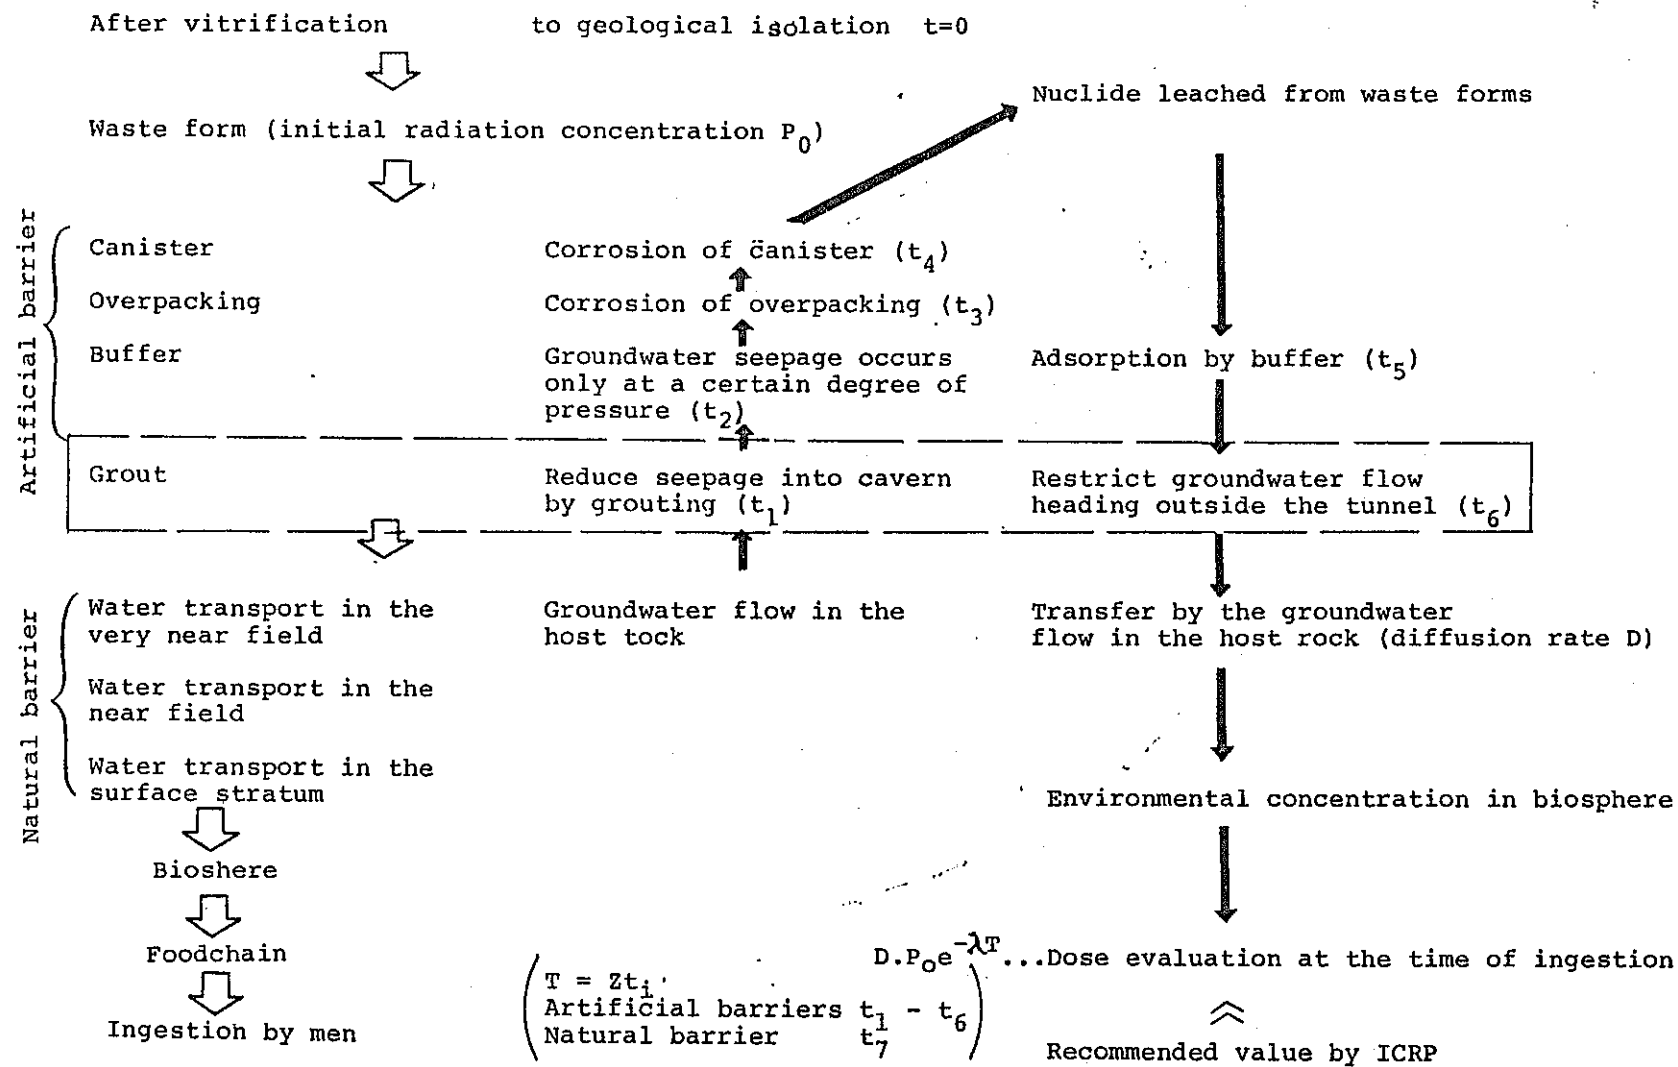 After vitrification to geological isolation t=0
Nuclide leached from waste forms
Waste form (initial radiation concentration P0)
Artificial barrier
Canister
Corrosion of canister (t4)
Overpacking
Corrosion of overpacking (t3)
Buffer
Groundwater seepage occurs
only at a certain degree of
pressure (t2)
Adsorption by buffer (t5)
Grout
Reduce seepage into cavern
by grouting (t1)
Restrict groundwater flow
heading outside the tunnel (t6)
Natural barrier
Water transport in the
very near field
Groundwater flow in the
host tock
Transfer by the groundwater
flow in the host rock (diffusion rate D)
Water transport in the
near field
Water transport in the
surface stratum
Environmental concentration in biosphere
Bioshere
Foodchain
Ingestion by men
D.Poe-λT...Dose evaluation at the time of ingestion
T = Zti
Artificial barriers t1 - t6
Natural barrier t7
Recommended value by ICRP